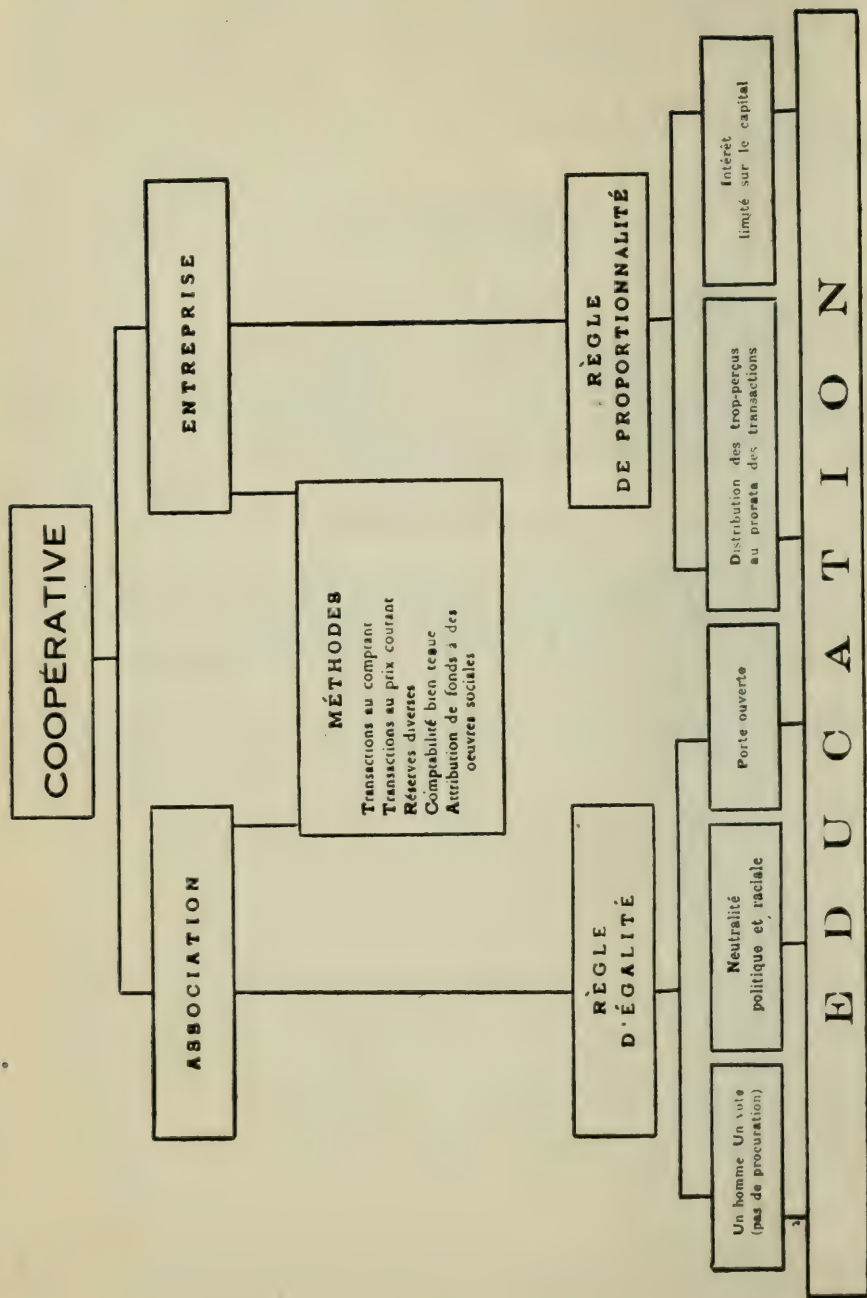 COOPÉRATIVE
ASSOCIATION
ENTREPRISE
MÉTHODES
Transactions au comptant
Transactions au prix courant
Réserves diverses
Comptabilité bien tenue
Attribution de fonds à des
oeuvres sociales
RÈGLE
D'ÉGALITÉ
RÈGLE
DE PROPORTIONNALITÉ
Un homme Un vote
(pas de procuration)
Neutralité
politique et raciale
Porte ouverte
Distribution des trop-perçus
au prorata des transactions
Intérêt
limité sur le capital
EDUCATION